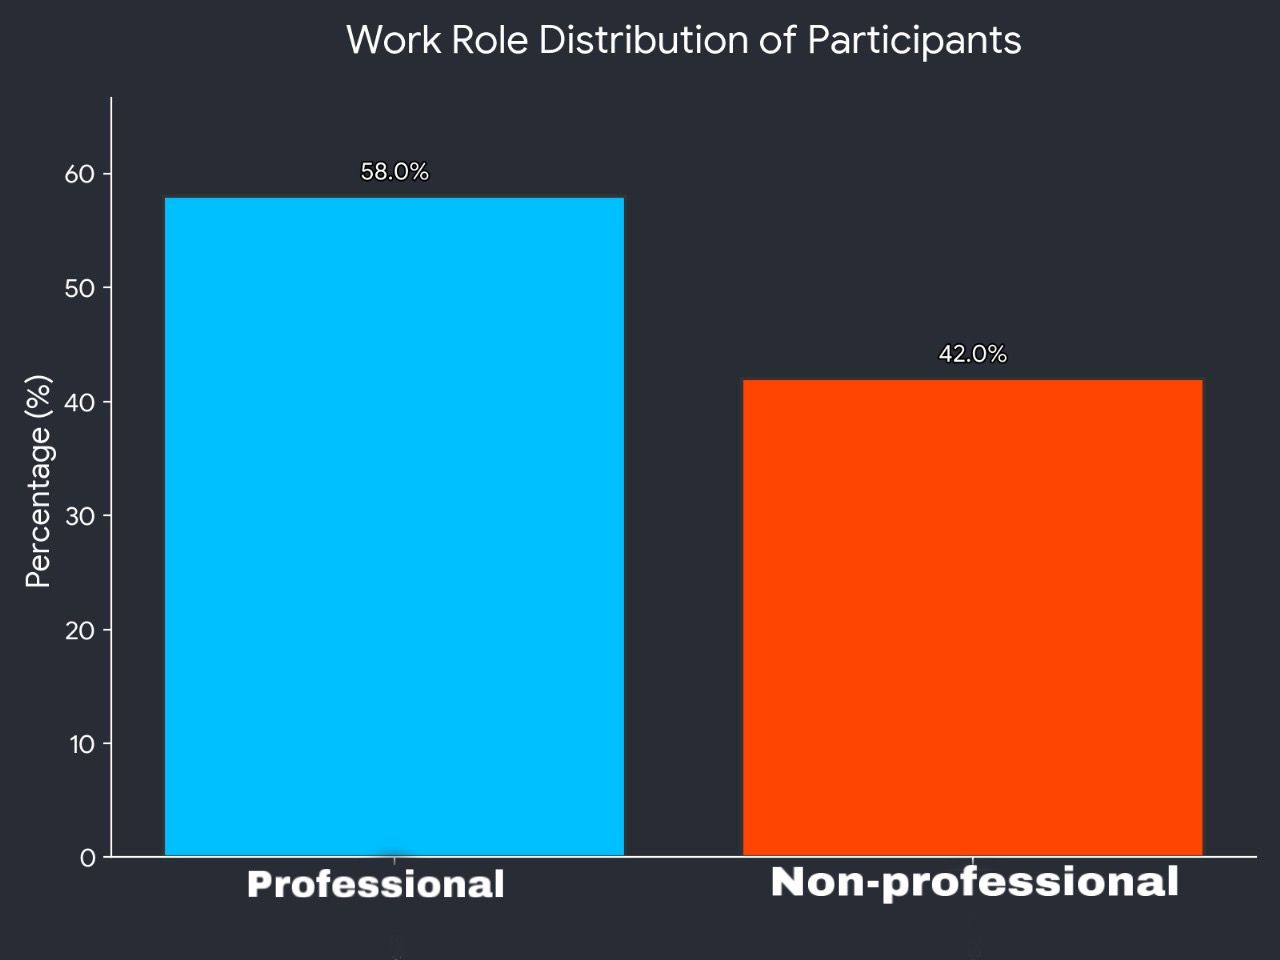 Work Role Distribution of Participants
Percentage (%)
60
50
40
30
20
10
0
58.0%
42.0%
Professional
Non-professional